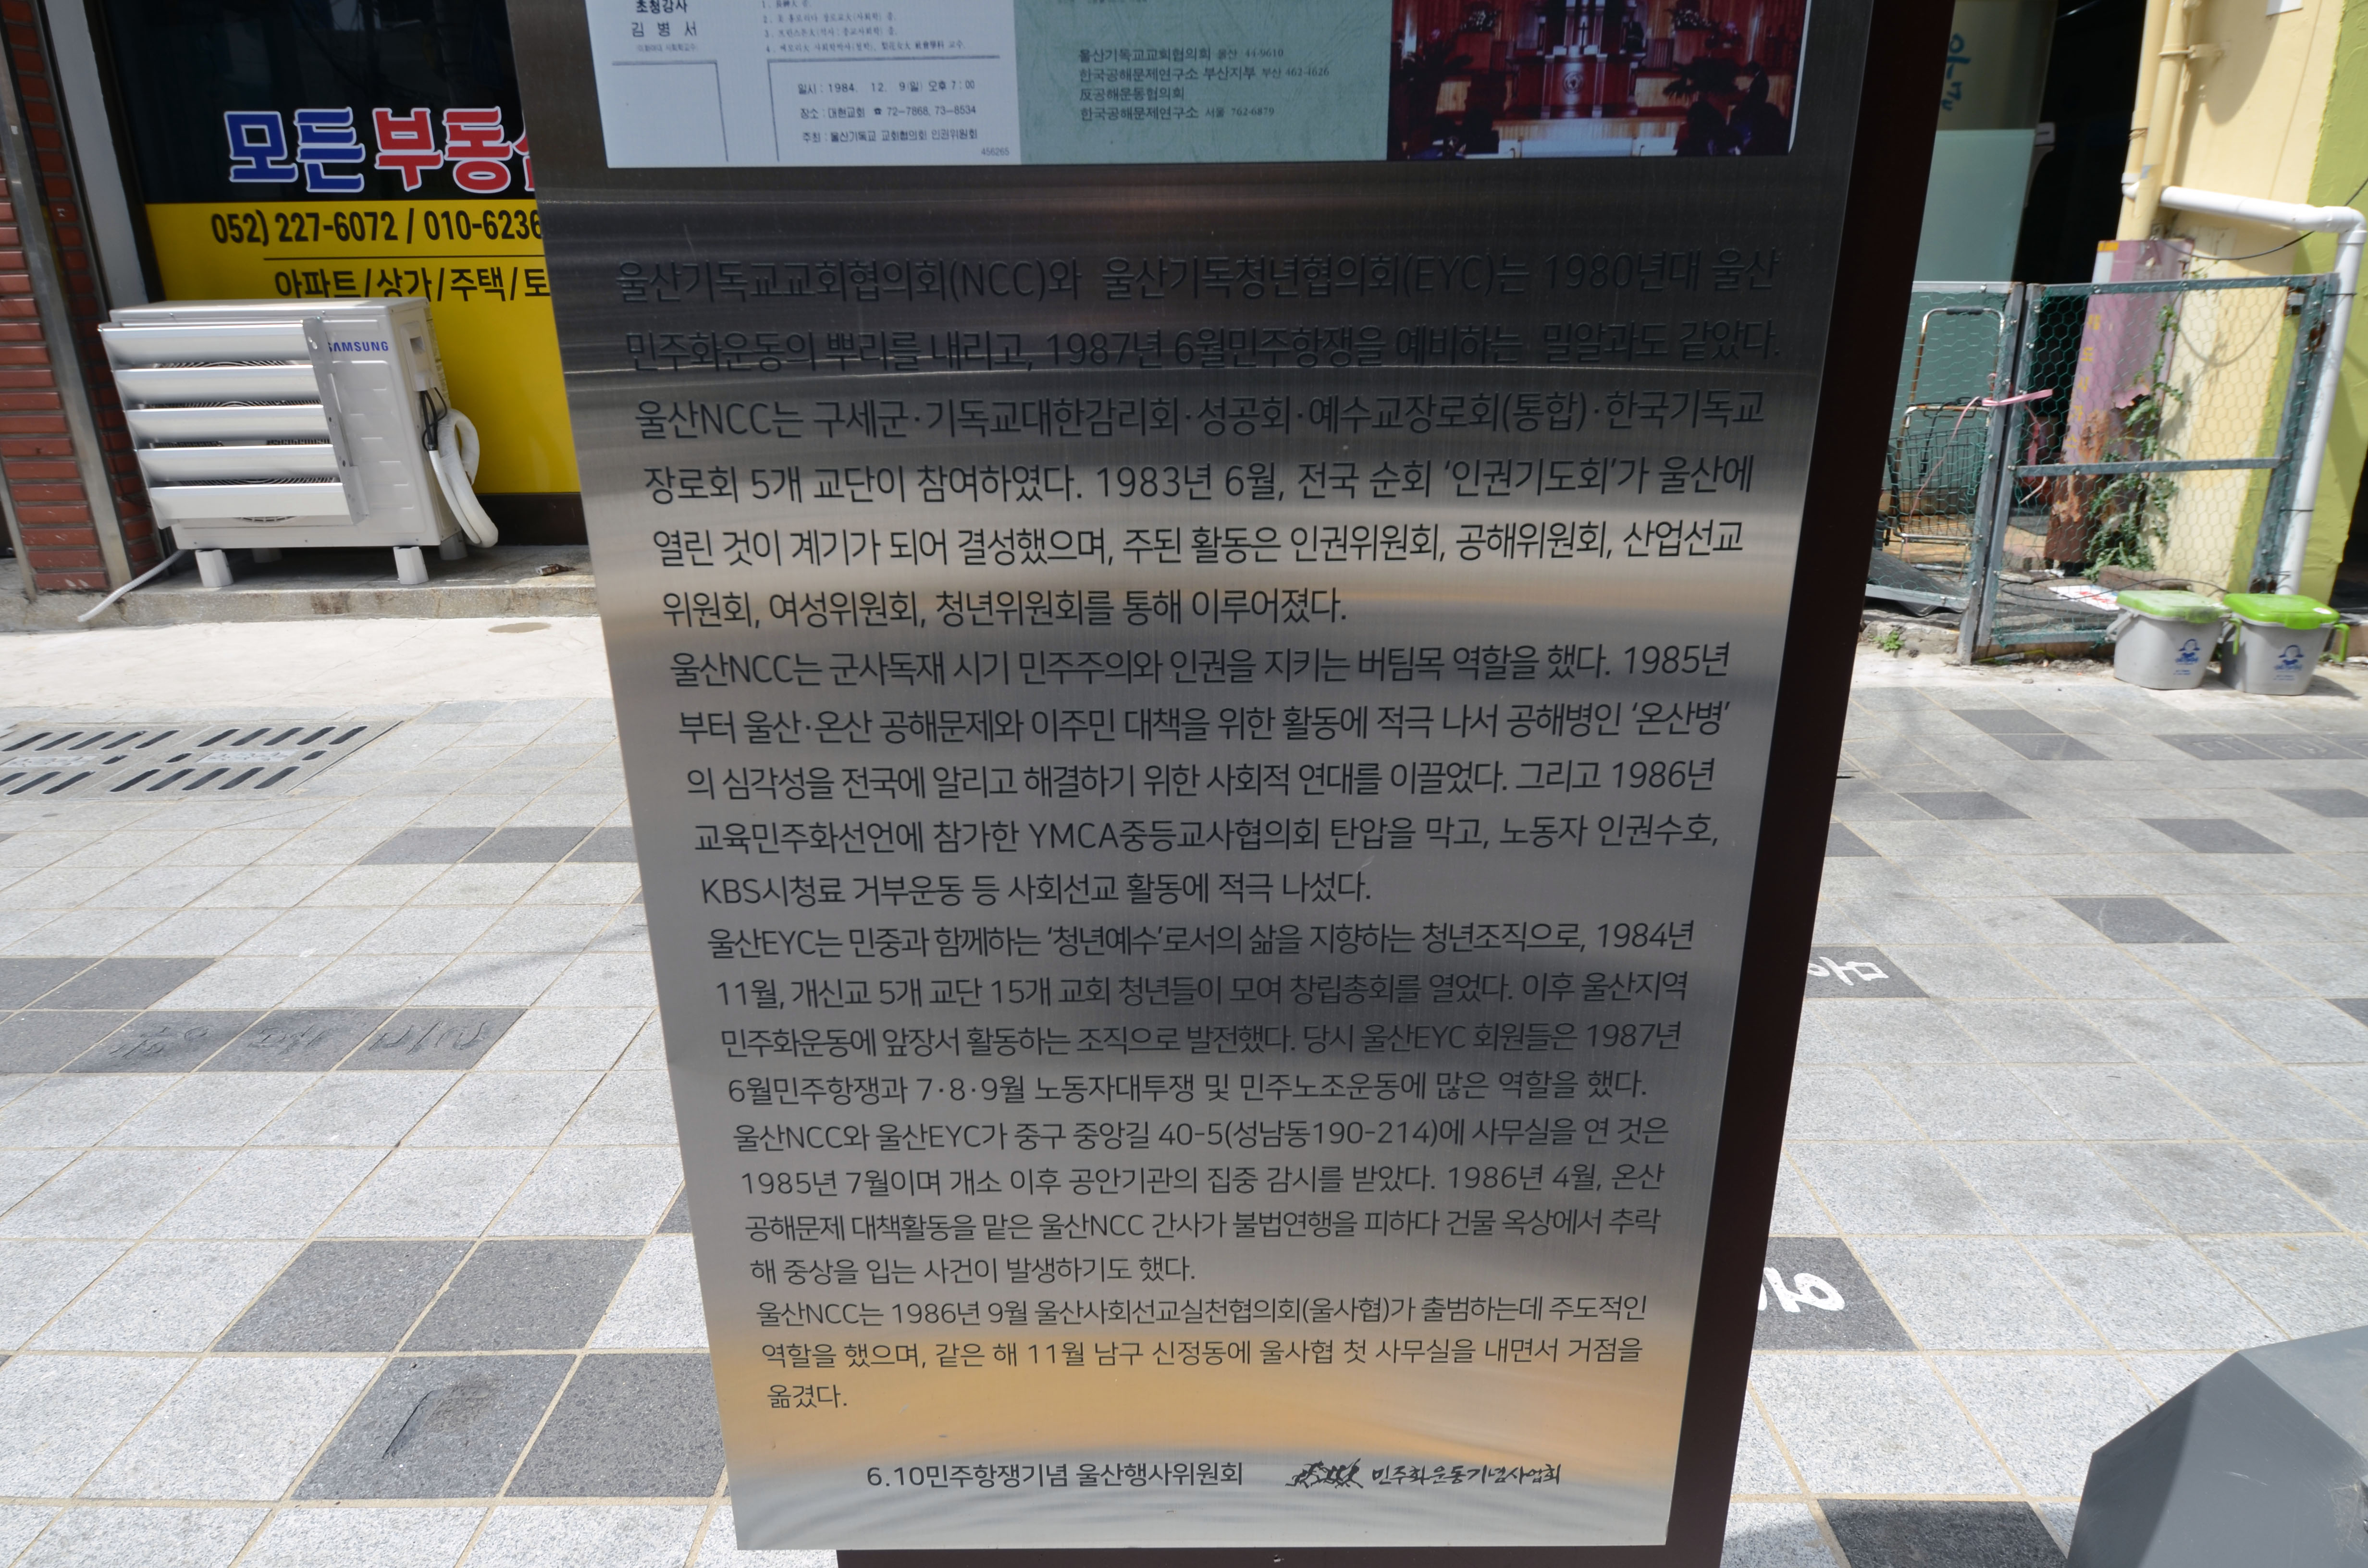 초청강사
김 병 서
일시 : 1984. 12. 9(일) 오후 7 : 00
장소 : 대현교회 ☎ 72-7868, 73-8534
주최 : 울산기독교 교회협의회 인권위원회
456265
울산기독교교회협의회 울산 44-9610
한국공해문제연구소 부산지부 부산 462-4626
反공해운동협의회
한국공해문제연구소 서울 762-6879
모든부동
052) 227-6072 / 010-6236
아파트/상가/주택/토
SAMSUNG
울산기독교교회협의회(NCC)와 울산기독청년협의회(EYC)는 1980년대 울산
민주화운동의 뿌리를 내리고, 1987년 6월민주항쟁을 예비하는 밀알과도 같았다.
울산NCC는 구세군·기독교대한감리회·성공회·예수교장로회(통합)·한국기독교
장로회 5개 교단이 참여하였다. 1983년 6월, 전국 순회 ‘인권기도회’가 울산에
열린 것이 계기가 되어 결성했으며, 주된 활동은 인권위원회, 공해위원회, 산업선교
위원회, 여성위원회, 청년위원회를 통해 이루어졌다.
울산NCC는 군사독재 시기 민주주의와 인권을 지키는 버팀목 역할을 했다. 1985년
부터 울산·온산 공해문제와 이주민 대책을 위한 활동에 적극 나서 공해병인 ‘온산병’
의 심각성을 전국에 알리고 해결하기 위한 사회적 연대를 이끌었다. 그리고 1986년
교육민주화선언에 참가한 YMCA중등교사협의회 탄압을 막고, 노동자 인권수호,
KBS시청료 거부운동 등 사회선교 활동에 적극 나섰다.
울산EYC는 민중과 함께하는 ‘청년예수’로서의 삶을 지향하는 청년조직으로, 1984년
11월, 개신교 5개 교단 15개 교회 청년들이 모여 창립총회를 열었다. 이후 울산지역
민주화운동에 앞장서 활동하는 조직으로 발전했다. 당시 울산EYC 회원들은 1987년
6월민주항쟁과 7·8·9월 노동자대투쟁 및 민주노조운동에 많은 역할을 했다.
울산NCC와 울산EYC가 중구 중앙길 40-5(성남동190-214)에 사무실을 연 것은
1985년 7월이며 개소 이후 공안기관의 집중 감시를 받았다. 1986년 4월, 온산
공해문제 대책활동을 맡은 울산NCC 간사가 불법연행을 피하다 건물 옥상에서 추락
해 중상을 입는 사건이 발생하기도 했다.
울산NCC는 1986년 9월 울산사회선교실천협의회(울사협)가 출범하는데 주도적인
역할을 했으며, 같은 해 11월 남구 신정동에 울사협 첫 사무실을 내면서 거점을
옮겼다.
6.10민주항쟁기념 울산행사위원회 민주화운동기념사업회